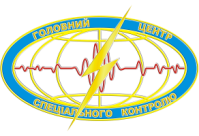 ГОЛОВНИЙ ЦЕНТР
СПЕЦІАЛЬНОГО КОНТРОЛЮ